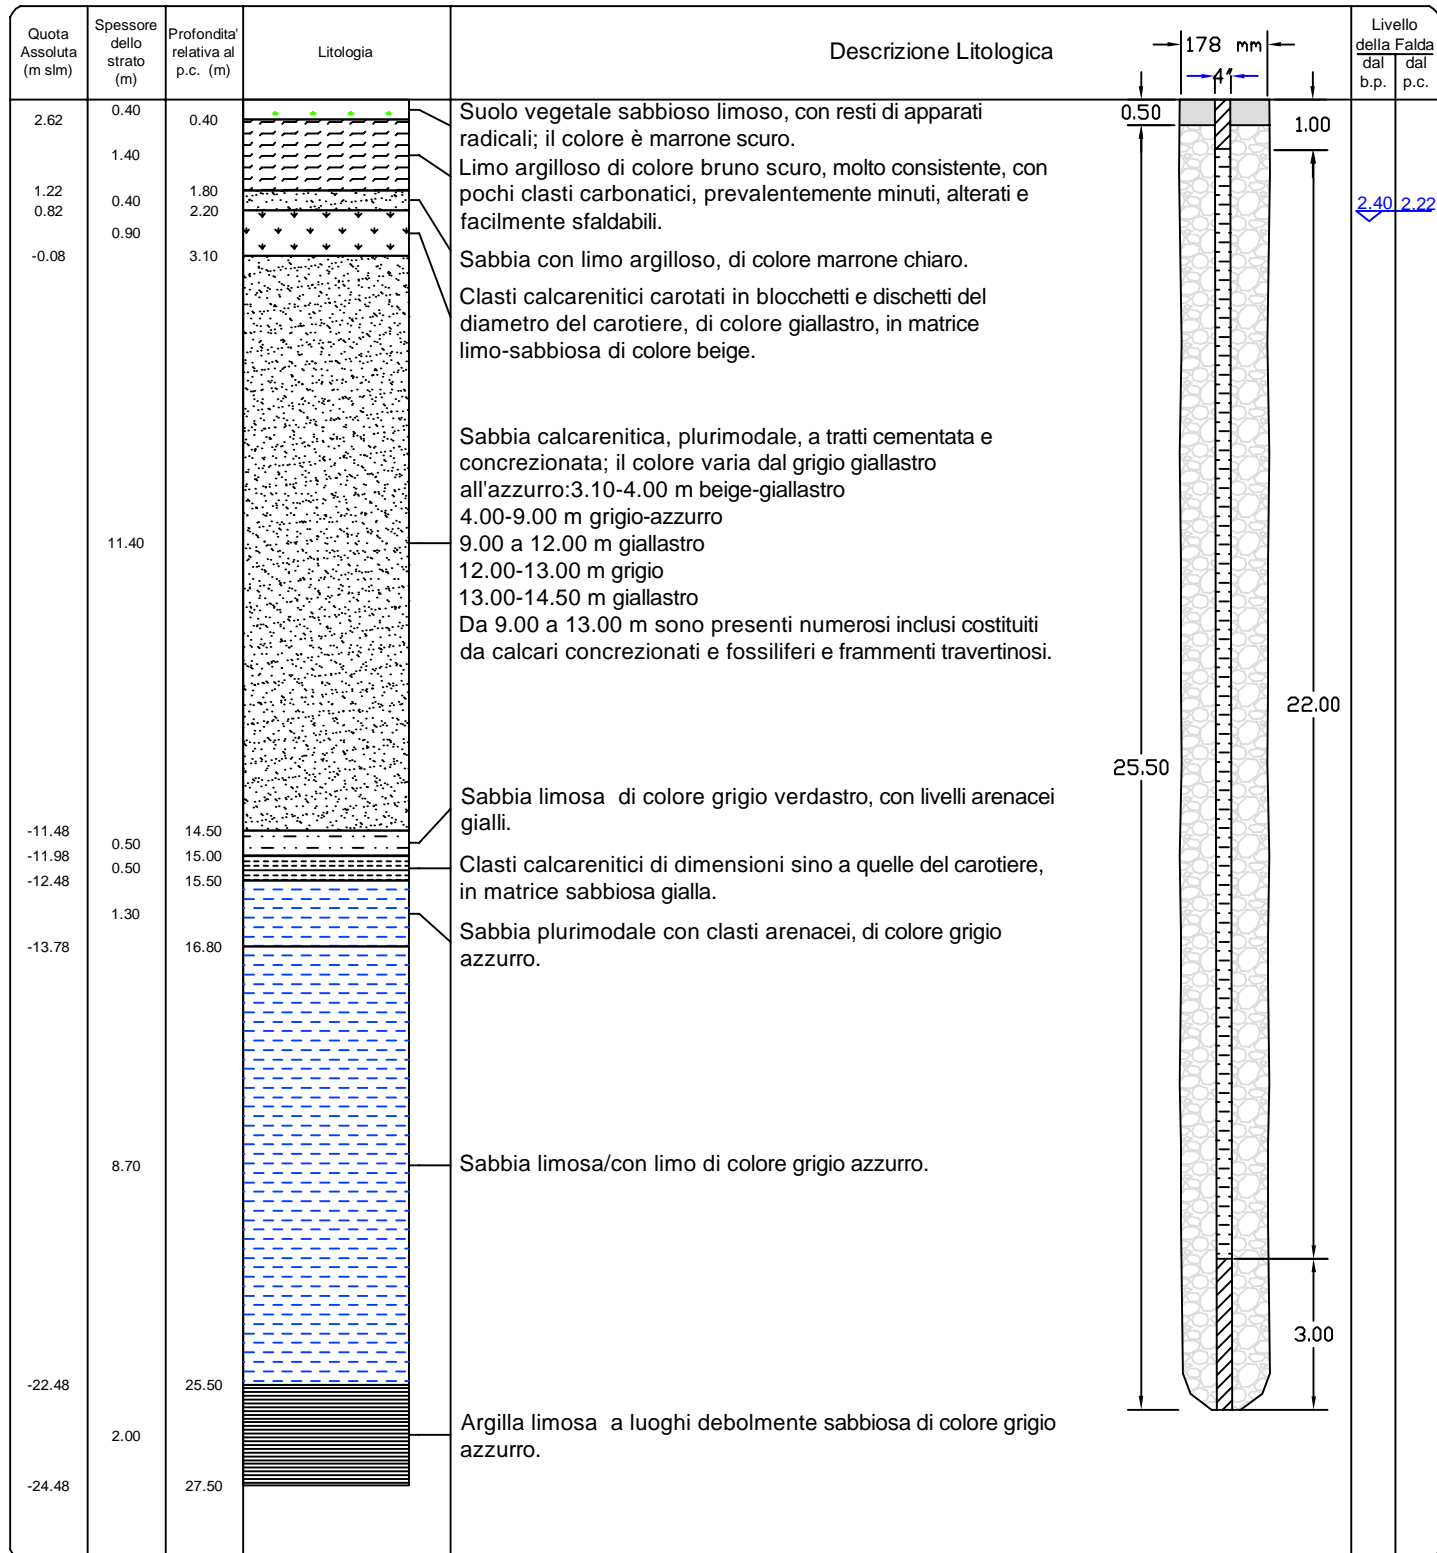 Quota
Assoluta
(m slm)
Spessore
dello
strato
(m)
Profondita'
relativa al
p.c. (m)
Litologia
Descrizione Litologica
178 mm
4"
Livello
della Falda
dal
b.p.
dal
p.c.
0.40
2.62
0.40
1.40
1.22
1.80
0.40
0.82
2.20
0.90
-0.08
3.10
11.40
-11.48
14.50
0.50
-11.98
15.00
0.50
-12.48
15.50
1.30
-13.78
16.80
8.70
-22.48
25.50
2.00
-24.48
27.50
Suolo vegetale sabbioso limoso, con resti di apparati
radicali; il colore è marrone scuro.
Limo argilloso di colore bruno scuro, molto consistente, con
pochi clasti carbonatici, prevalentemente minuti, alterati e
facilmente sfaldabili.
Sabbia con limo argilloso, di colore marrone chiaro.
Clasti calcarenitici carotati in blocchetti e dischetti del
diametro del carotiere, di colore giallastro, in matrice
limo-sabbiosa di colore beige.
Sabbia calcarenitica, plurimodale, a tratti cementata e
concrezionata; il colore varia dal grigio giallastro
all'azzurro:3.10-4.00 m beige-giallastro
4.00-9.00 m grigio-azzurro
9.00 a 12.00 m giallastro
12.00-13.00 m grigio
13.00-14.50 m giallastro
Da 9.00 a 13.00 m sono presenti numerosi inclusi costituiti
da calcari concrezionati e fossiliferi e frammenti travertinosi.
Sabbia limosa di colore grigio verdastro, con livelli arenacei
gialli.
Clasti calcarenitici di dimensioni sino a quelle del carotiere,
in matrice sabbiosa gialla.
Sabbia plurimodale con clasti arenacei, di colore grigio
azzurro.
Sabbia limosa/con limo di colore grigio azzurro.
Argilla limosa a luoghi debolmente sabbiosa di colore grigio
azzurro.
0.50
1.00
22.00
25.50
3.00
2.40
2.22